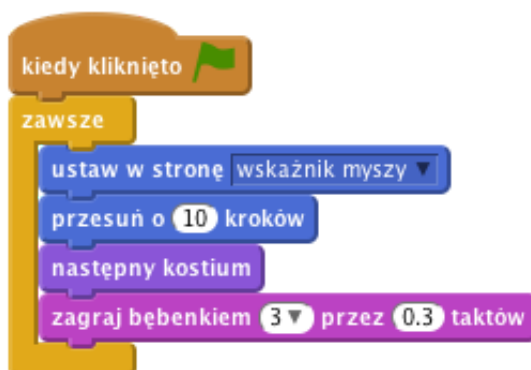 kiedy kliknięto
zawsze
ustaw w stronę wskaźnik myszy
przesuń o 10 kroków
następny kostium
zagraj bębenkiem 3 przez 0.3 taktów